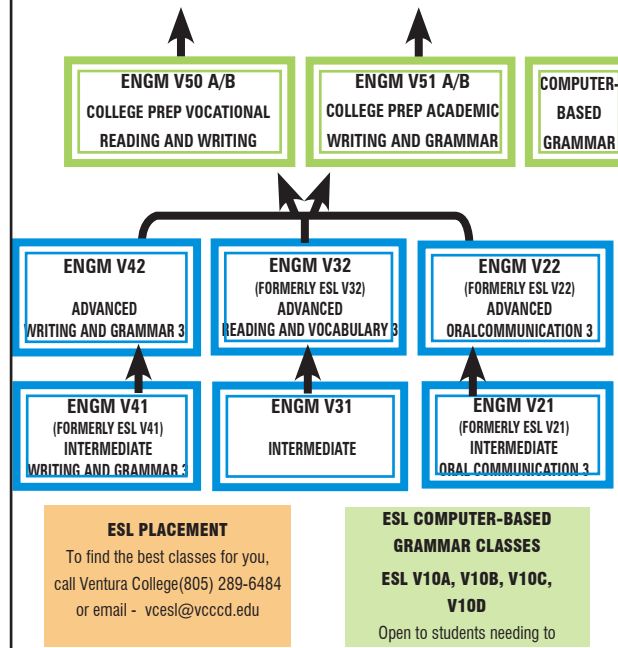 ENGM V50 A/B
COLLEGE PREP VOCATIONAL
READING AND WRITING
ENGM V51 A/B
COLLEGE PREP ACADEMIC
WRITING AND GRAMMAR
COMPUTER-
BASED
GRAMMAR
ENGM V42
ADVANCED
WRITING AND GRAMMAR 3
ENGM V32
(FORMERLY ESL V32)
ADVANCED
READING AND VOCABULARY 3
ENGM V22
(FORMERLY ESL V22)
ADVANCED
ORALCOMMUNICATION 3
ENGM V41
(FORMERLY ESL V41)
INTERMEDIATE
WRITING AND GRAMMAR 3
ENGM V31
INTERMEDIATE
ENGM V21
(FORMERLY ESL V21)
INTERMEDIATE
ORAL COMMUNICATION 3
ESL PLACEMENT
To find the best classes for you,
call Ventura College(805) 289-6484
or email - vcesl@vcccd.edu
ESL COMPUTER-BASED
GRAMMAR CLASSES
ESL V10A, V10B, V10C,
V10D
Open to students needing to